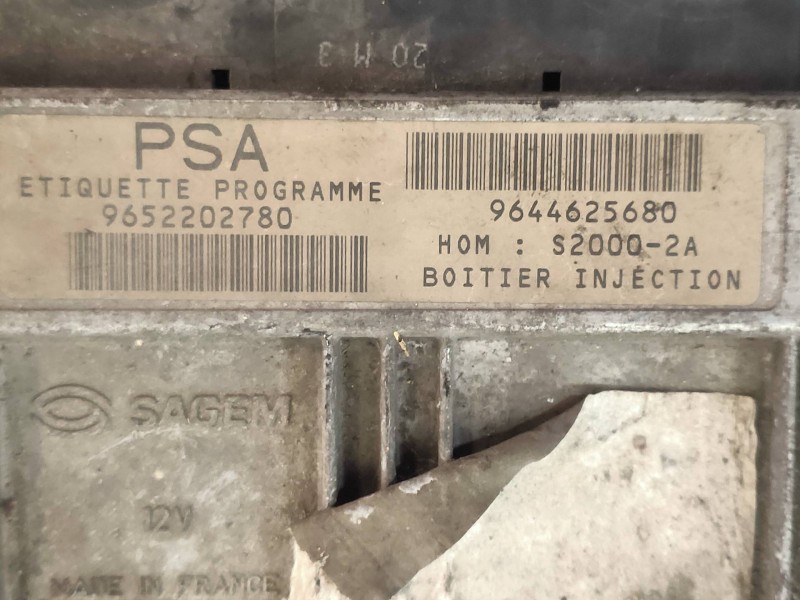 20 M 3
PSA
ETIQUETTE PROGRAMME
9652202780
9644625680
HOM : S2000-2A
BOITIER INJECTION
SAGEM
12V
MADE IN FRANCE